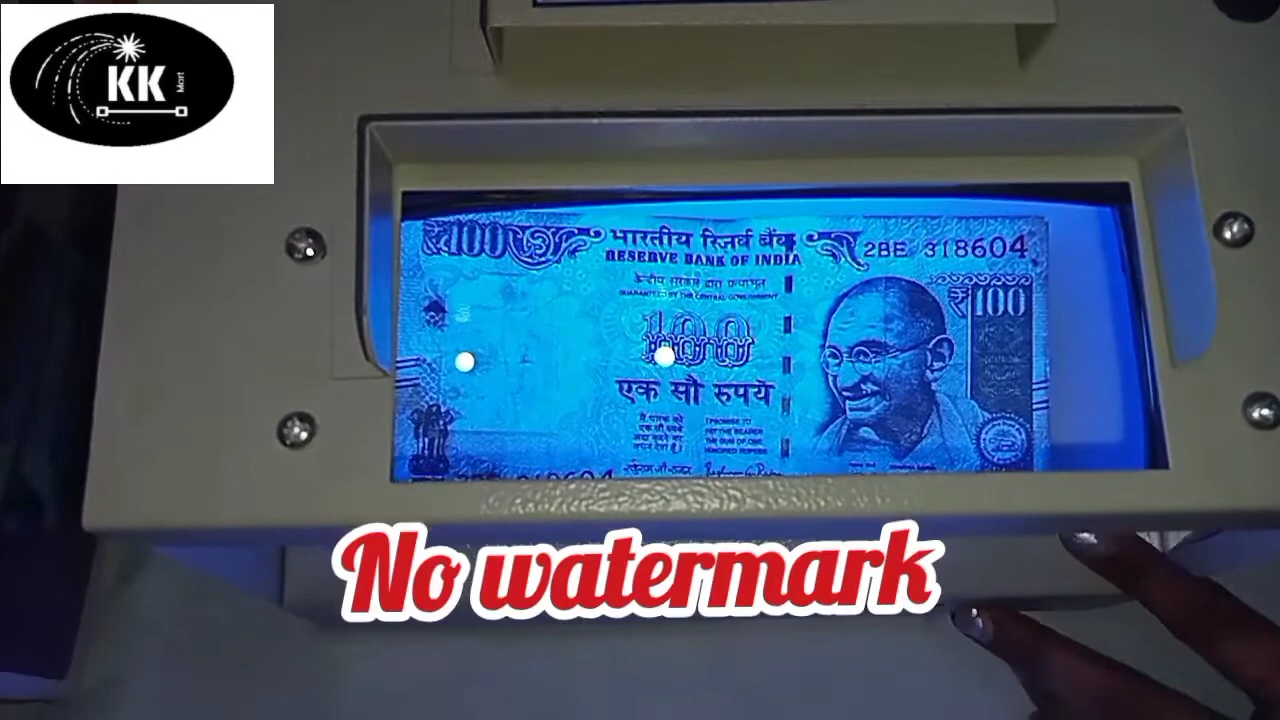 KK
Mart
₹100
भारतीय रिज़र्व बैंक
RESERVE BANK OF INDIA
2BE 318604
केन्द्रीय सरकार द्वारा प्रत्याभूत
GUARANTEED BY THE CENTRAL GOVERNMENT
₹100
100
एक सौ रुपये
I PROMISE TO
PAY THE BEARER
THE SUM OF ONE
HUNDRED RUPEES
No watermark